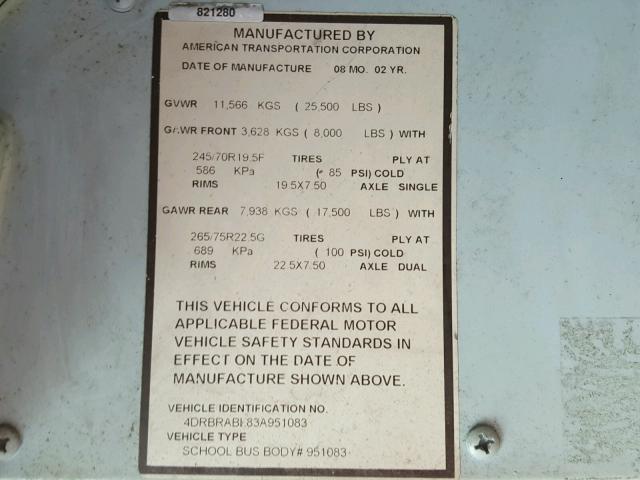 821280
MANUFACTURED BY
AMERICAN TRANSPORTATION CORPORATION
DATE OF MANUFACTURE 08 MO. 02 YR.
GVWR 11,566 KGS ( 25,500 LBS )
GAWR FRONT 3,628 KGS ( 8,000 LBS ) WITH
245/70R19.5F TIRES PLY AT
586 KPa ( 85 PSI) COLD
RIMS 19.5X7.50 AXLE SINGLE
GAWR REAR 7,938 KGS ( 17,500 LBS ) WITH
265/75R22.5G TIRES PLY AT
689 KPa ( 100 PSI) COLD
RIMS 22.5X7.50 AXLE DUAL
THIS VEHICLE CONFORMS TO ALL
APPLICABLE FEDERAL MOTOR
VEHICLE SAFETY STANDARDS IN
EFFECT ON THE DATE OF
MANUFACTURE SHOWN ABOVE.
VEHICLE IDENTIFICATION NO.
VEHICLE TYPE
SCHOOL BUS BODY# 951083